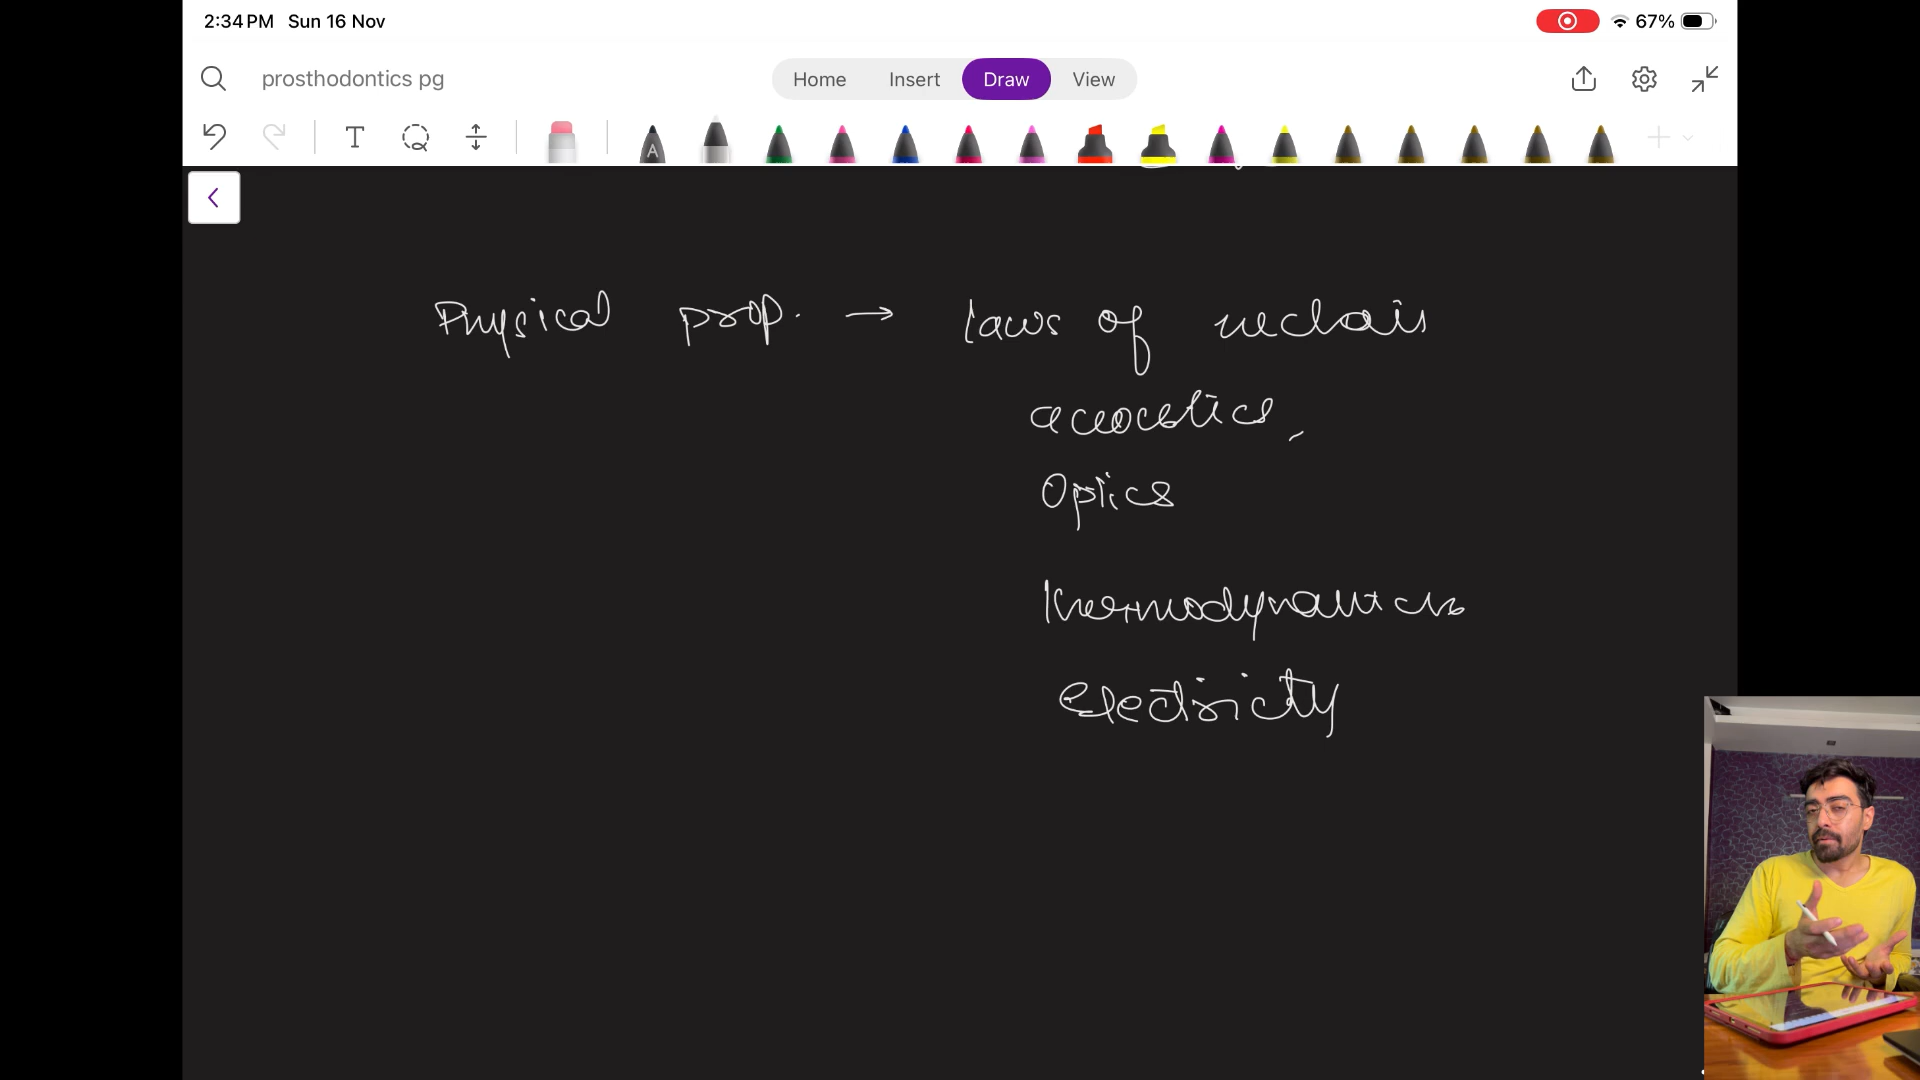 2:34 PM Sun 16 Nov 67%
prosthodontics pg Home Insert Draw View
T A
Physical prop. → laws of
acoustics,
Optics
thermodynamics
Electricity